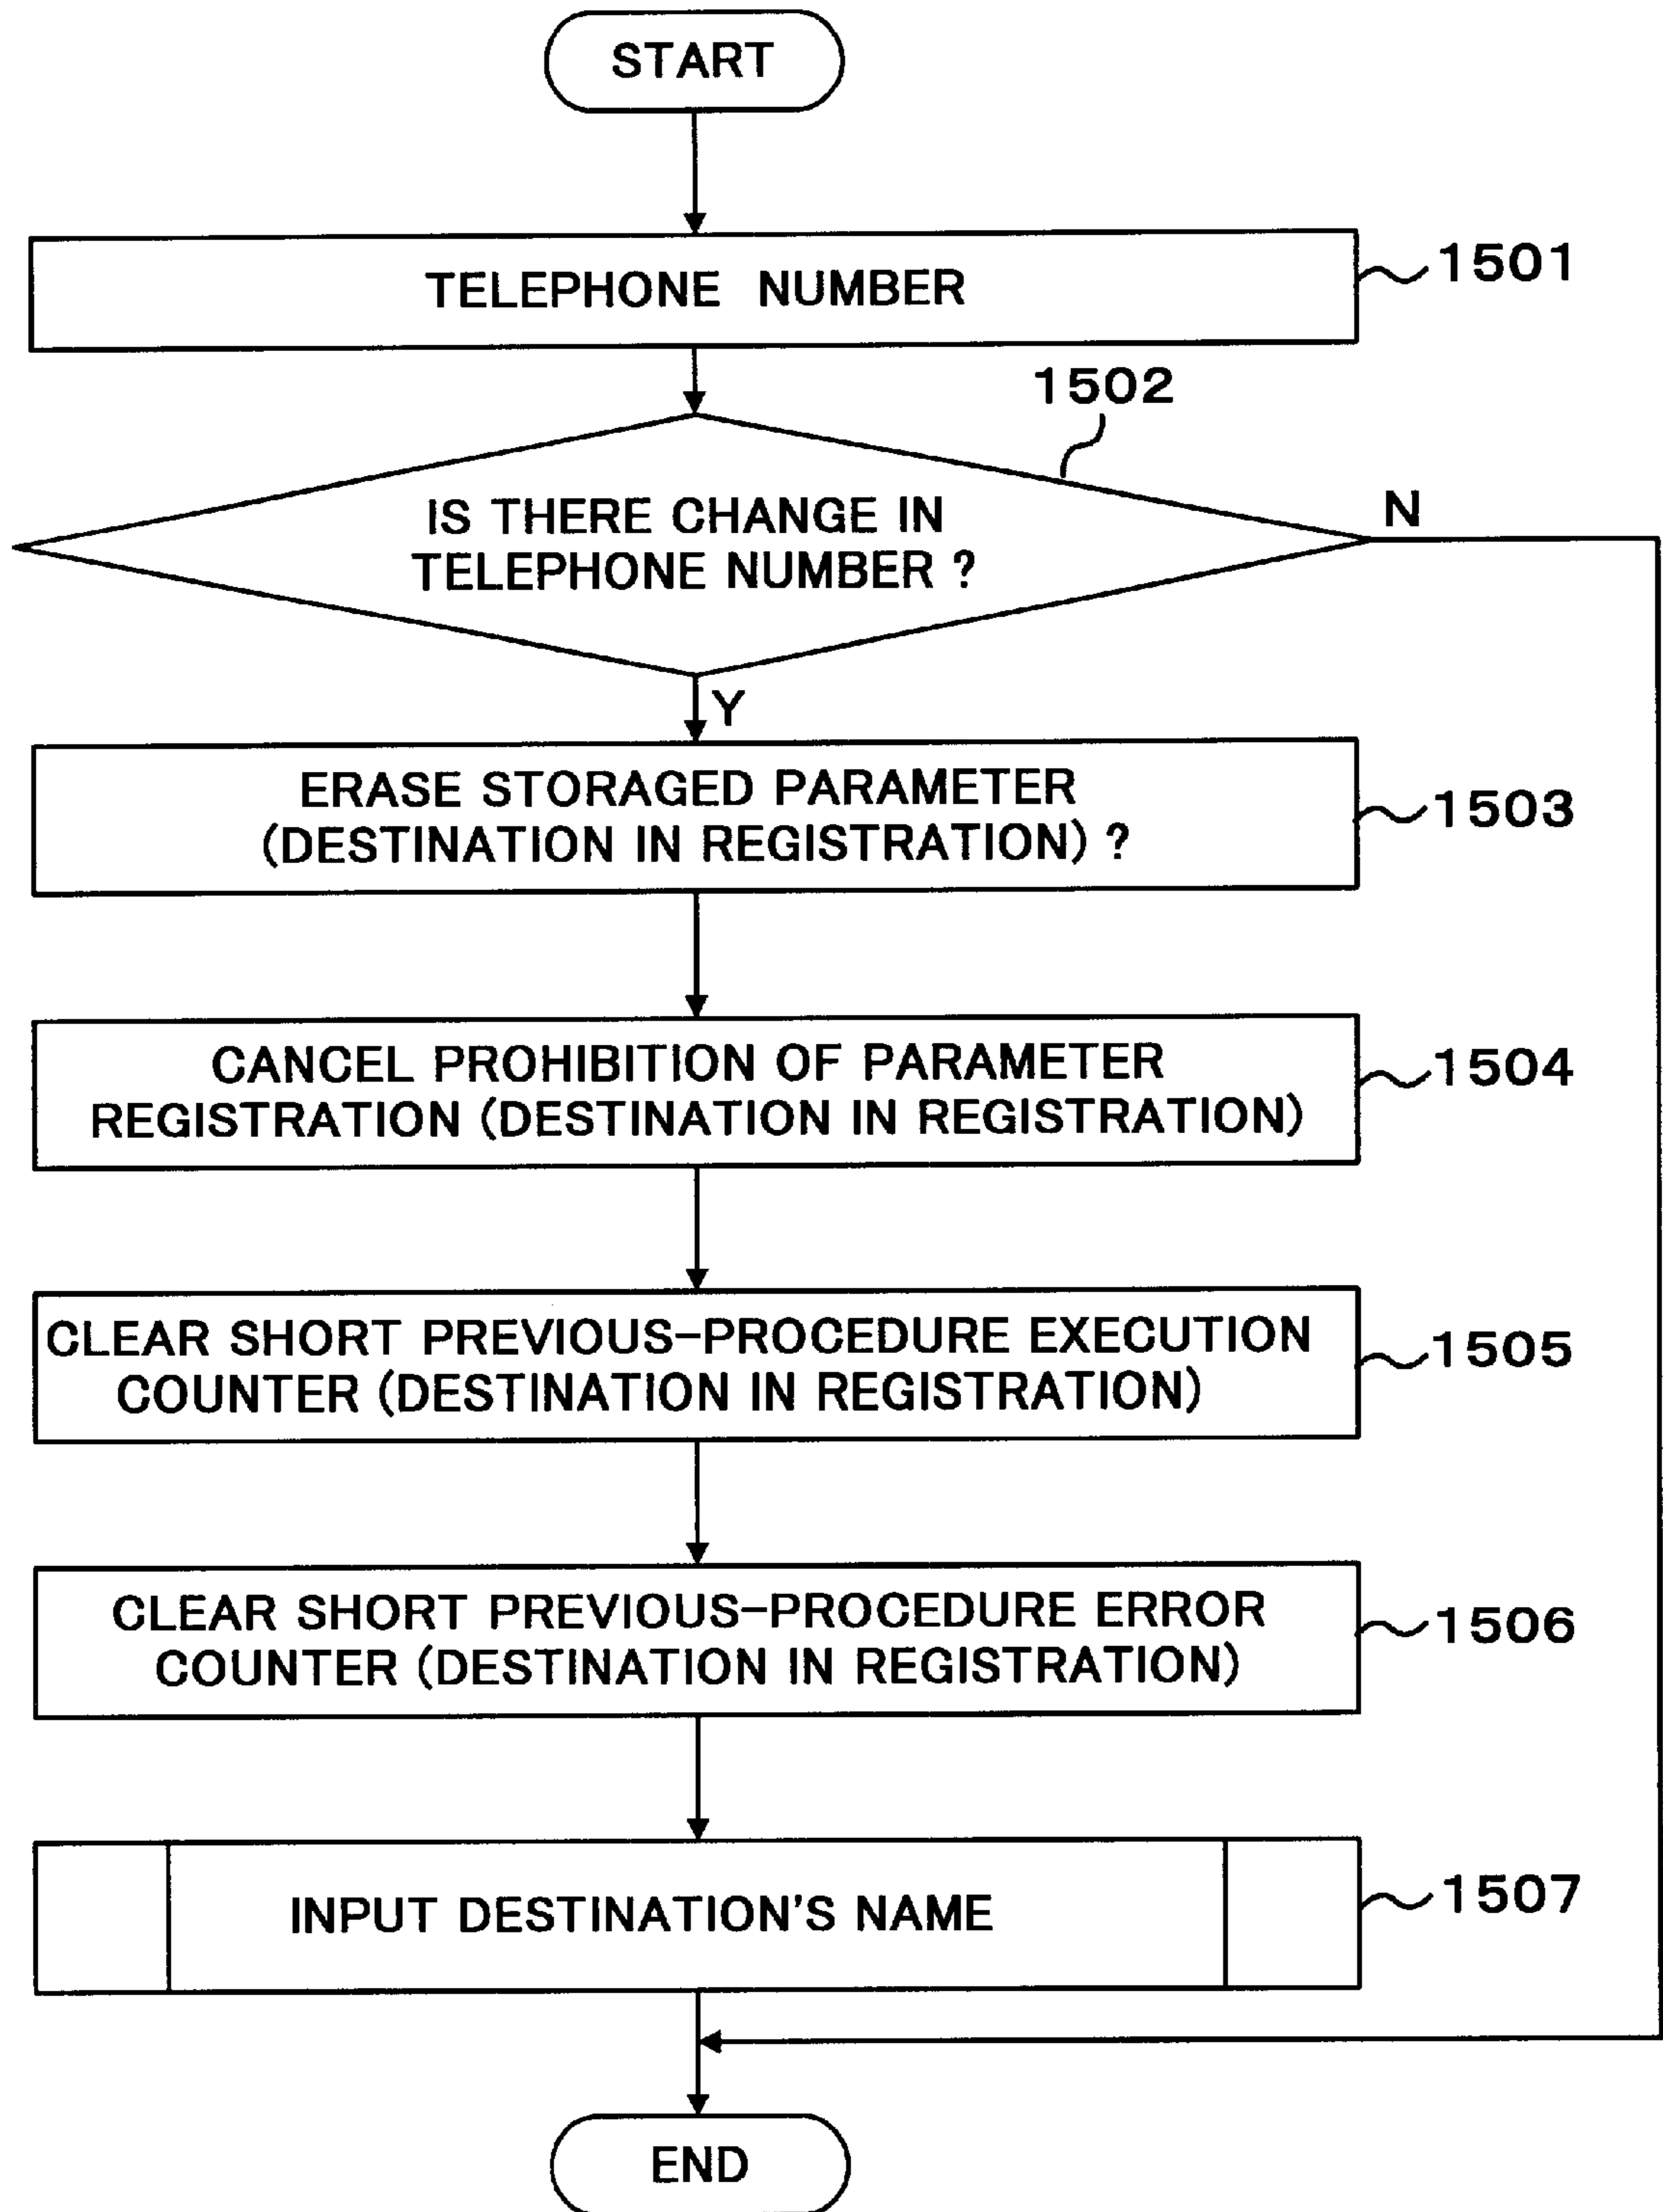 START
TELEPHONE NUMBER
1501
1502
IS THERE CHANGE IN
TELEPHONE NUMBER ?
N
Y
ERASE STORAGED PARAMETER
(DESTINATION IN REGISTRATION) ?
1503
CANCEL PROHIBITION OF PARAMETER
REGISTRATION (DESTINATION IN REGISTRATION)
1504
CLEAR SHORT PREVIOUS-PROCEDURE EXECUTION
COUNTER (DESTINATION IN REGISTRATION)
1505
CLEAR SHORT PREVIOUS-PROCEDURE ERROR
COUNTER (DESTINATION IN REGISTRATION)
1506
INPUT DESTINATION'S NAME
1507
END